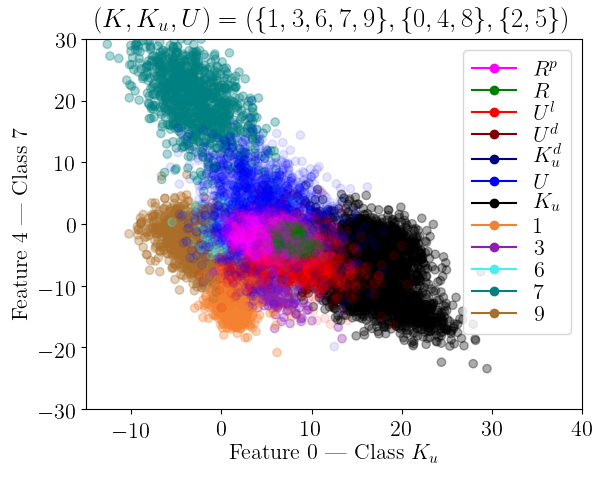 (K, K_u, U) = ({1, 3, 6, 7, 9}, {0, 4, 8}, {2, 5})
Feature 4 — Class 7
30
20
10
0
−10
−20
−30
−10 0 10 20 30 40
Feature 0 — Class K_u
R^p
R
U^l
U^d
K_u^d
U
K_u
1
3
6
7
9